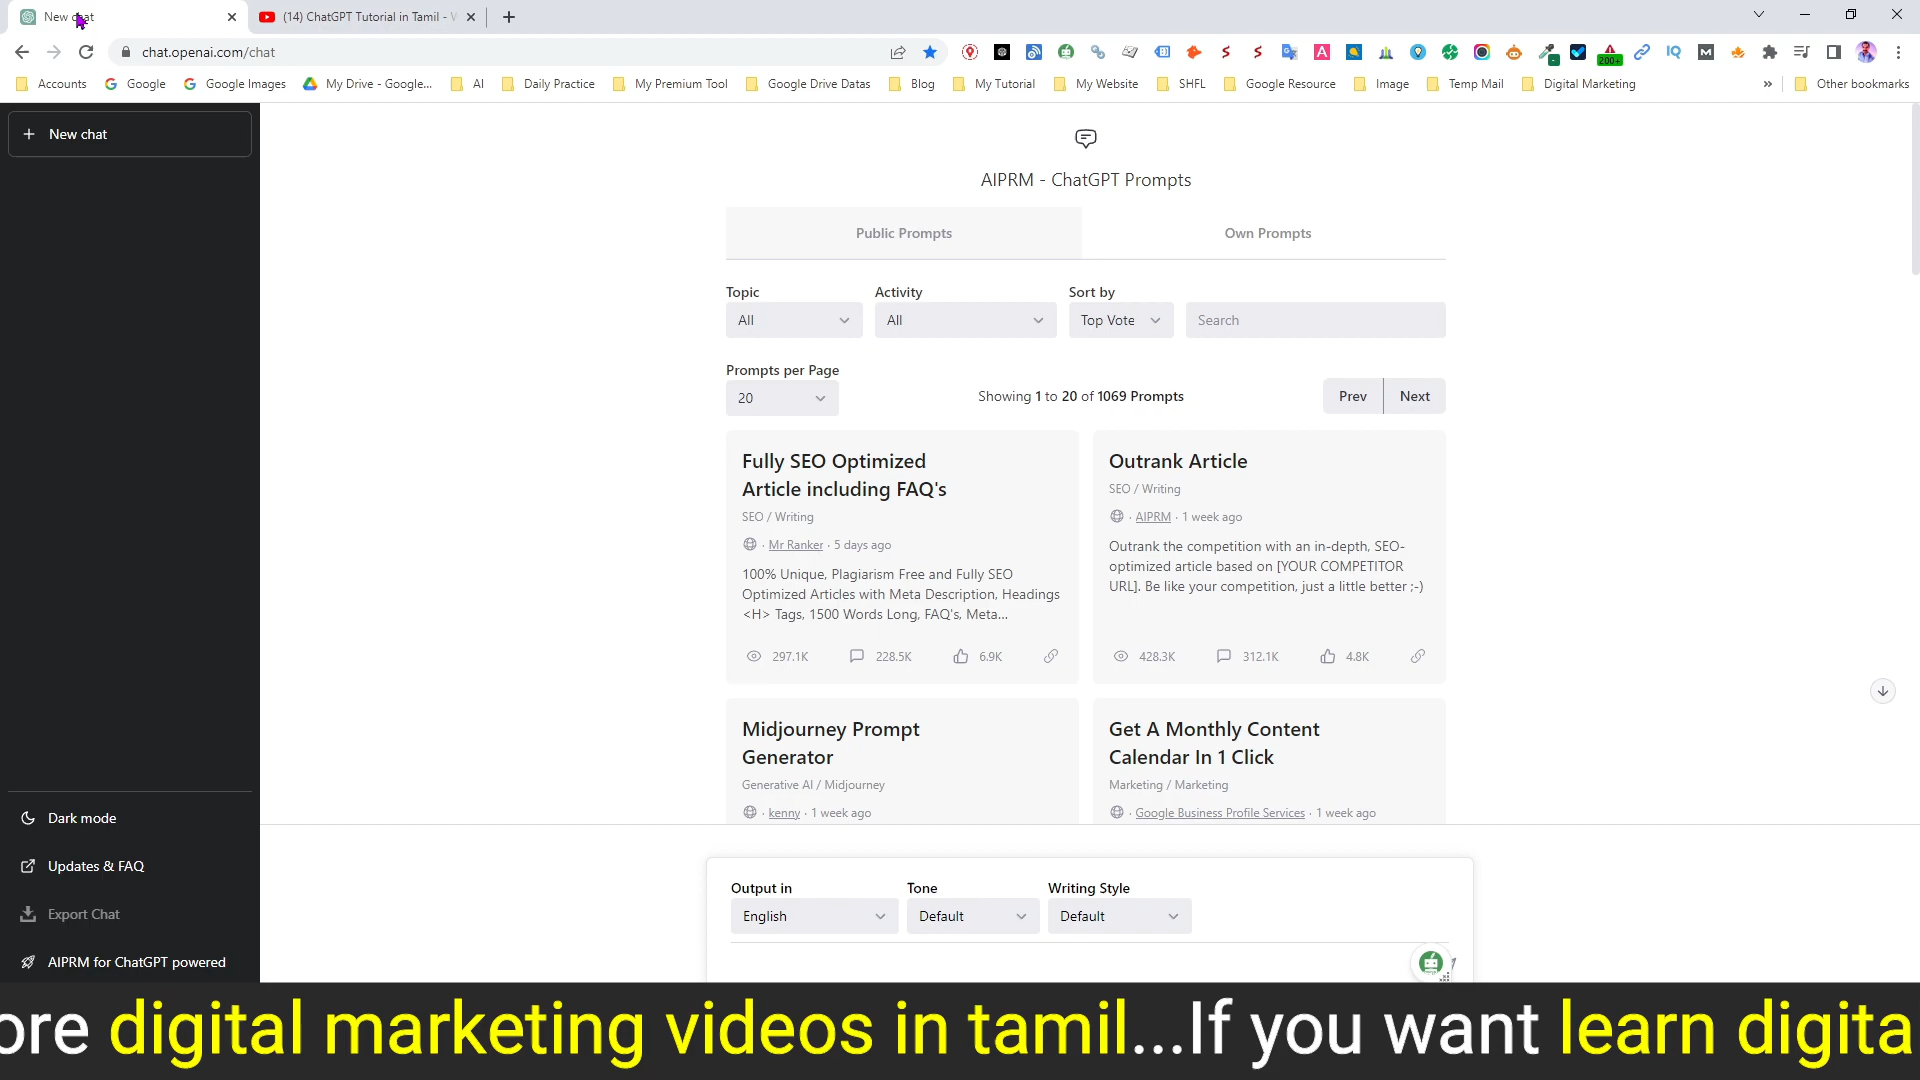 New chat
(14) ChatGPT Tutorial in Tamil -
chat.openai.com/chat
200+
Accounts
Google
Google Images
My Drive - Google...
AI
Daily Practice
My Premium Tool
Google Drive Datas
Blog
My Tutorial
My Website
SHFL
Google Resource
Image
Temp Mail
Digital Marketing
»
Other bookmarks
New chat
AIPRM - ChatGPT Prompts
Public Prompts
Own Prompts
Topic
Activity
Sort by
All
All
Top Vote
Search
Prompts per Page
20
Showing 1 to 20 of 1069 Prompts
Prev
Next
Fully SEO Optimized
Article including FAQ's
SEO / Writing
· Mr Ranker · 5 days ago
100% Unique, Plagiarism Free and Fully SEO
Optimized Articles with Meta Description, Headings
<H> Tags, 1500 Words Long, FAQ's, Meta...
297.1K
228.5K
6.9K
Outrank Article
SEO / Writing
· AIPRM · 1 week ago
Outrank the competition with an in-depth, SEO-
optimized article based on [YOUR COMPETITOR
URL]. Be like your competition, just a little better ;-)
428.3K
312.1K
4.8K
Midjourney Prompt
Generator
Generative AI / Midjourney
· kenny · 1 week ago
Get A Monthly Content
Calendar In 1 Click
Marketing / Marketing
· Google Business Profile Services · 1 week ago
Dark mode
Updates & FAQ
Export Chat
AIPRM for ChatGPT powered
Output in
Tone
Writing Style
English
Default
Default
ore digital marketing videos in tamil...If you want learn digita